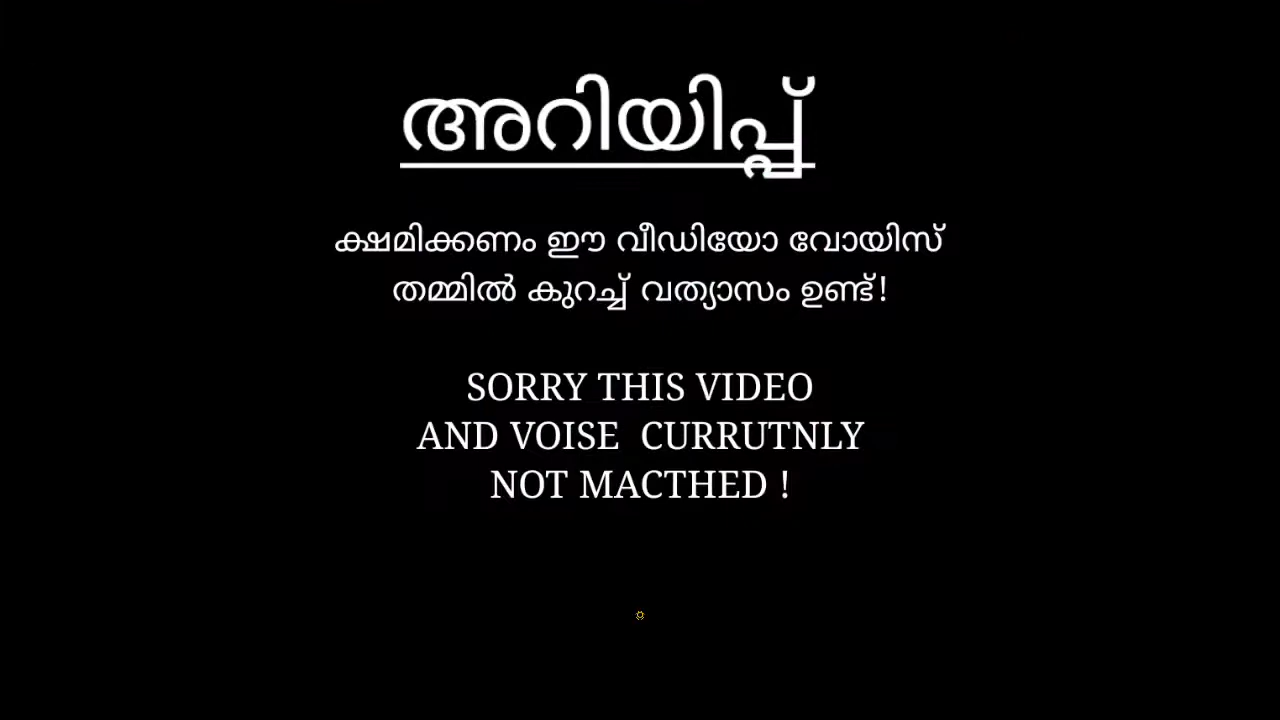 അറിയിപ്പ്
ക്ഷമിക്കണം ഈ വീഡിയോ വോയിസ്
തമ്മിൽ കുറച്ച് വത്യാസം ഉണ്ട്!
SORRY THIS VIDEO
AND VOISE CURRUTNLY
NOT MACTHED !